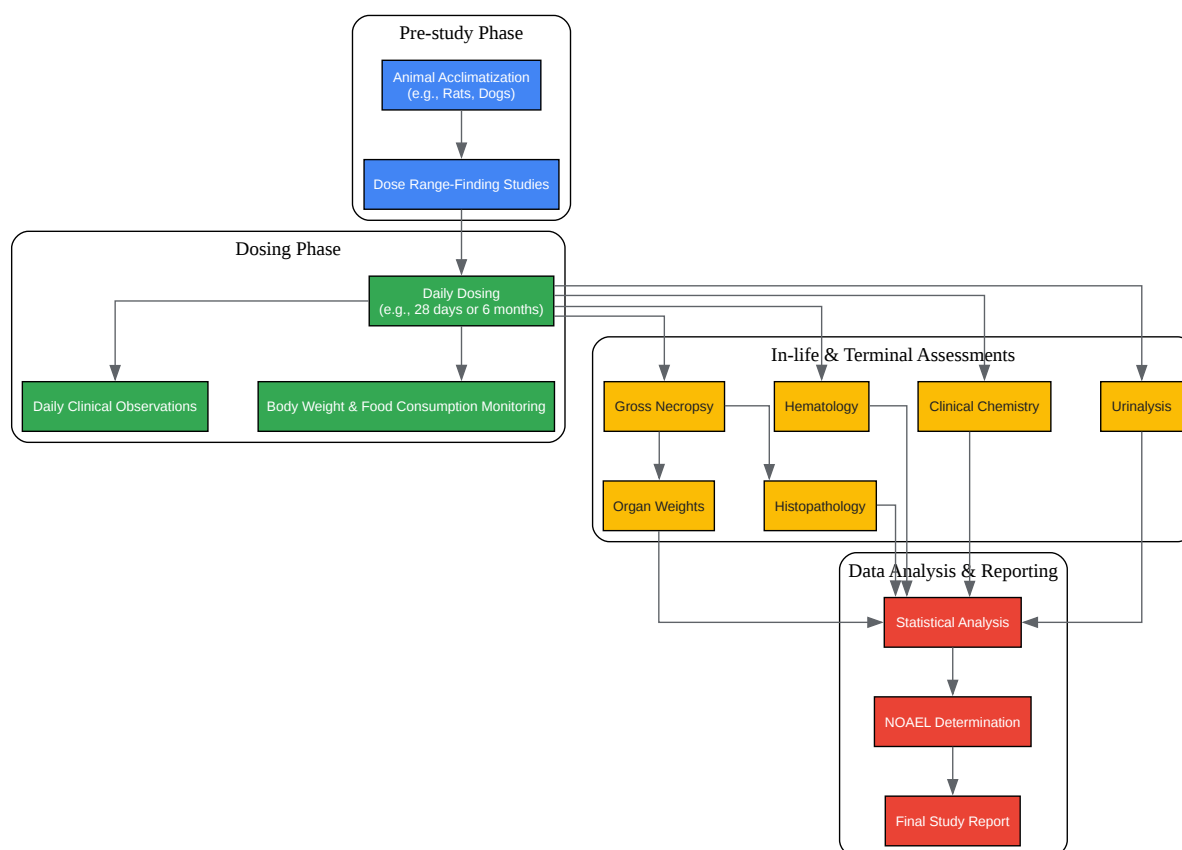 Pre-study Phase
Animal Acclimatization
(e.g., Rats, Dogs)
Dose Range-Finding Studies
Dosing Phase
Daily Dosing
(e.g., 28 days or 6 months)
Daily Clinical Observations
Body Weight & Food Consumption Monitoring
In-life & Terminal Assessments
Gross Necropsy
Hematology
Clinical Chemistry
Urinalysis
Organ Weights
Histopathology
Data Analysis & Reporting
Statistical Analysis
NOAEL Determination
Final Study Report